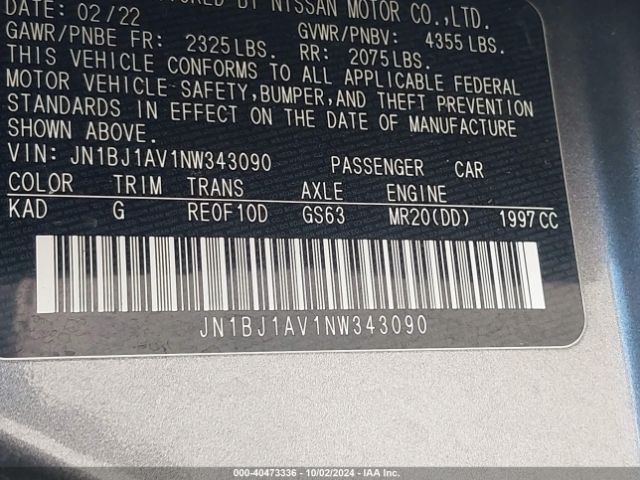 BY NISSAN MOTOR CO.,LTD.
DATE: 02/22
GAWR/PNBE FR: 2325LBS. GVWR/PNBV: 4355 LBS.
RR: 2075LBS.
THIS VEHICLE CONFORMS TO ALL APPLICABLE FEDERAL
MOTOR VEHICLE SAFETY,BUMPER,AND THEFT PREVENTION
STANDARDS IN EFFECT ON THE DATE OF MANUFACTURE
SHOWN ABOVE.
VIN: JN1BJ1AV1NW343090 PASSENGER CAR
COLOR TRIM TRANS AXLE ENGINE
KAD G RE0F10D GS63 MR20(DD) 1997CC
JN1BJ1AV1NW343090
000-40473336 - 10/02/2024 - IAA Inc.